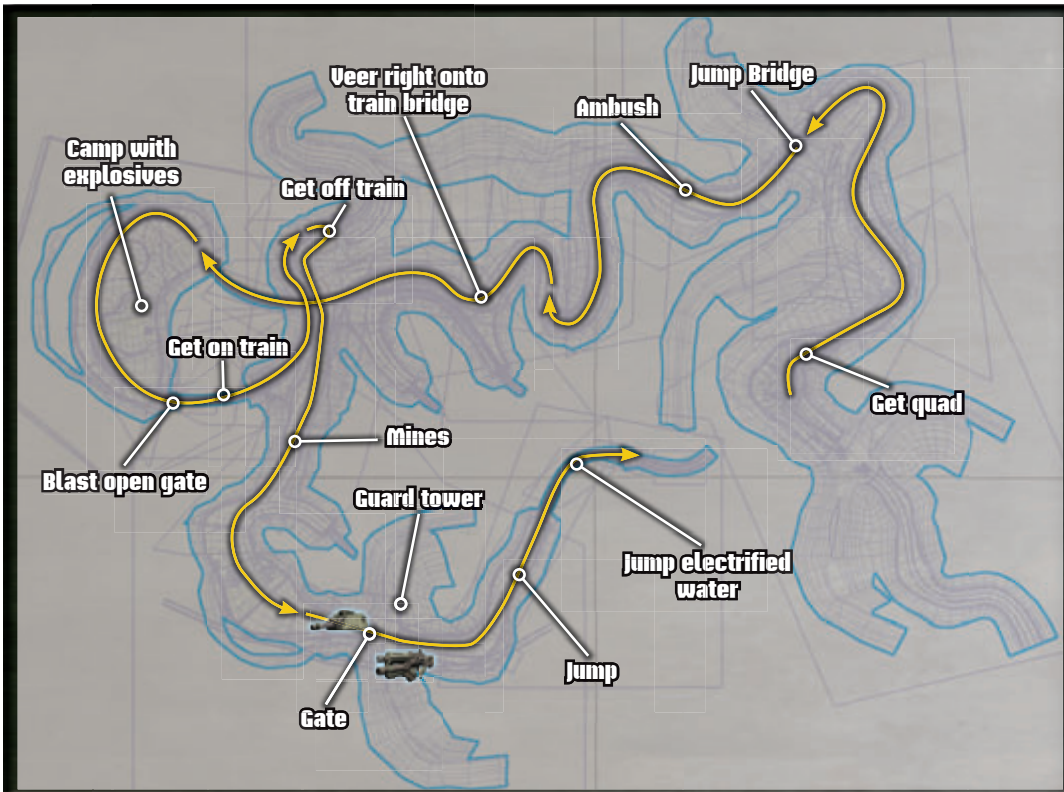 Veer right onto
train bridge
Jump Bridge
Ambush
Camp with
explosives
Get off train
Get on train
Get quad
Mines
Blast open gate
Guard tower
Jump electrified
water
Jump
Gate